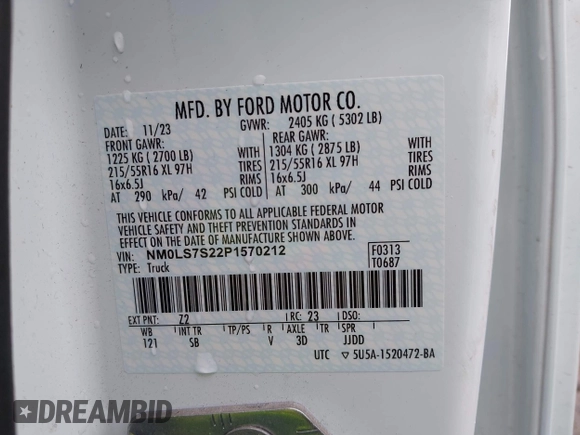 MFD. BY FORD MOTOR CO.
DATE: 11/23 GVWR: 2405 KG ( 5302 LB)
FRONT GAWR: REAR GAWR:
1225 KG ( 2700 LB) WITH 1304 KG ( 2875 LB) WITH
215/55R16 XL 97H TIRES 215/55R16 XL 97H TIRES
16x6.5J RIMS 16x6.5J RIMS
AT 290 kPa/ 42 PSI COLD AT 300 kPa/ 44 PSI COLD
THIS VEHICLE CONFORMS TO ALL APPLICABLE FEDERAL MOTOR
VEHICLE SAFETY AND THEFT PREVENTION STANDARDS IN
EFFECT ON THE DATE OF MANUFACTURE SHOWN ABOVE.
VIN: NM0LS7S22P1570212 F0313
TYPE: Truck T0687
EXT PNT: Z2 RC: 23 DSO:
WB INT TR TP/PS R AXLE TR SPR
121 SB V 3D JJDD
UTC 5U5A-1520472-BA
DREAMBID